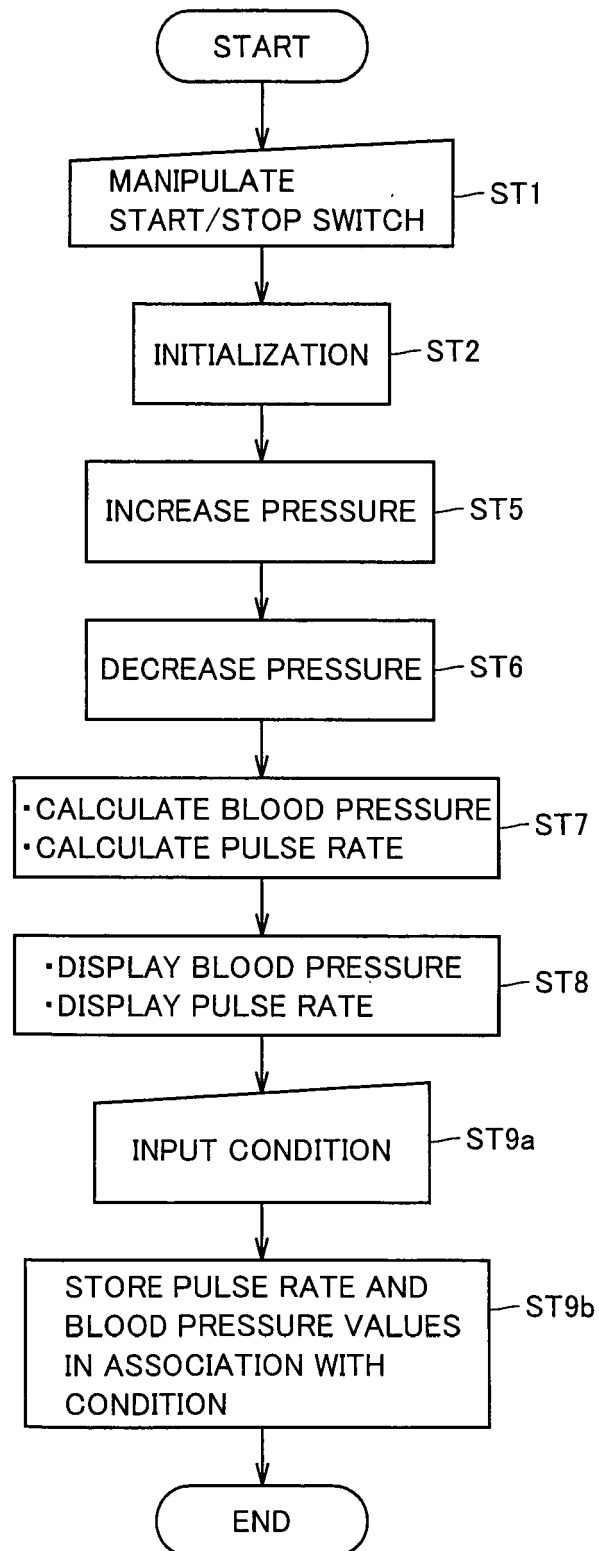 START
MANIPULATE
START/STOP SWITCH
ST1
INITIALIZATION
ST2
INCREASE PRESSURE
ST5
DECREASE PRESSURE
ST6
・CALCULATE BLOOD PRESSURE
・CALCULATE PULSE RATE
ST7
・DISPLAY BLOOD PRESSURE
・DISPLAY PULSE RATE
ST8
INPUT CONDITION
ST9a
STORE PULSE RATE AND
BLOOD PRESSURE VALUES
IN ASSOCIATION WITH
CONDITION
ST9b
END